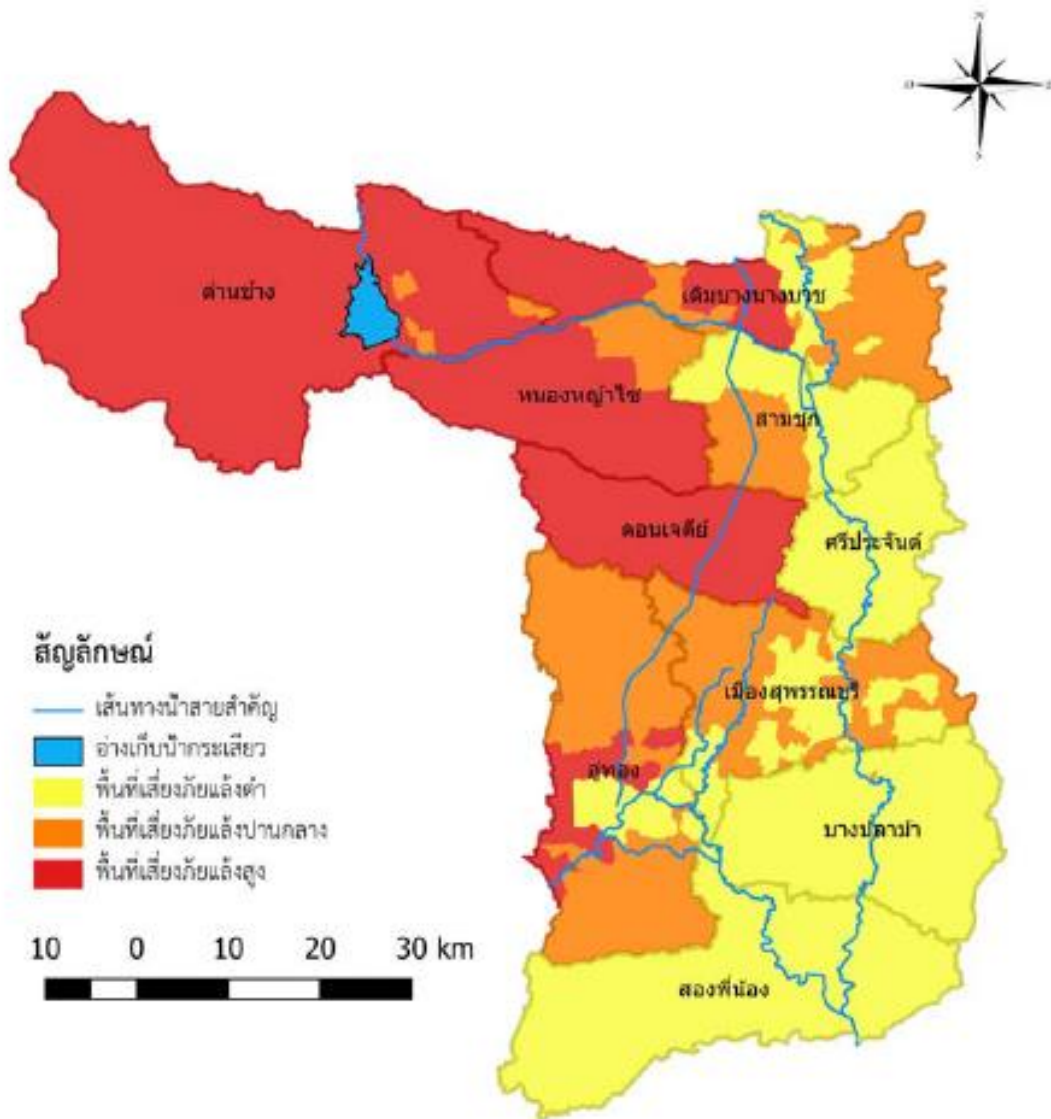 N
ด่านช้าง
เดิมบางนางบวช
หนองหญ้าไซ
สามชุก
ดอนเจดีย์
ศรีประจันต์
เมืองสุพรรณบุรี
อู่ทอง
บางปลาม้า
สองพี่น้อง
สัญลักษณ์
เส้นทางน้ำสายสำคัญ
อ่างเก็บน้ำกระเสียว
พื้นที่เสี่ยงภัยแล้งต่ำ
พื้นที่เสี่ยงภัยแล้งปานกลาง
พื้นที่เสี่ยงภัยแล้งสูง
10 0 10 20 30 km